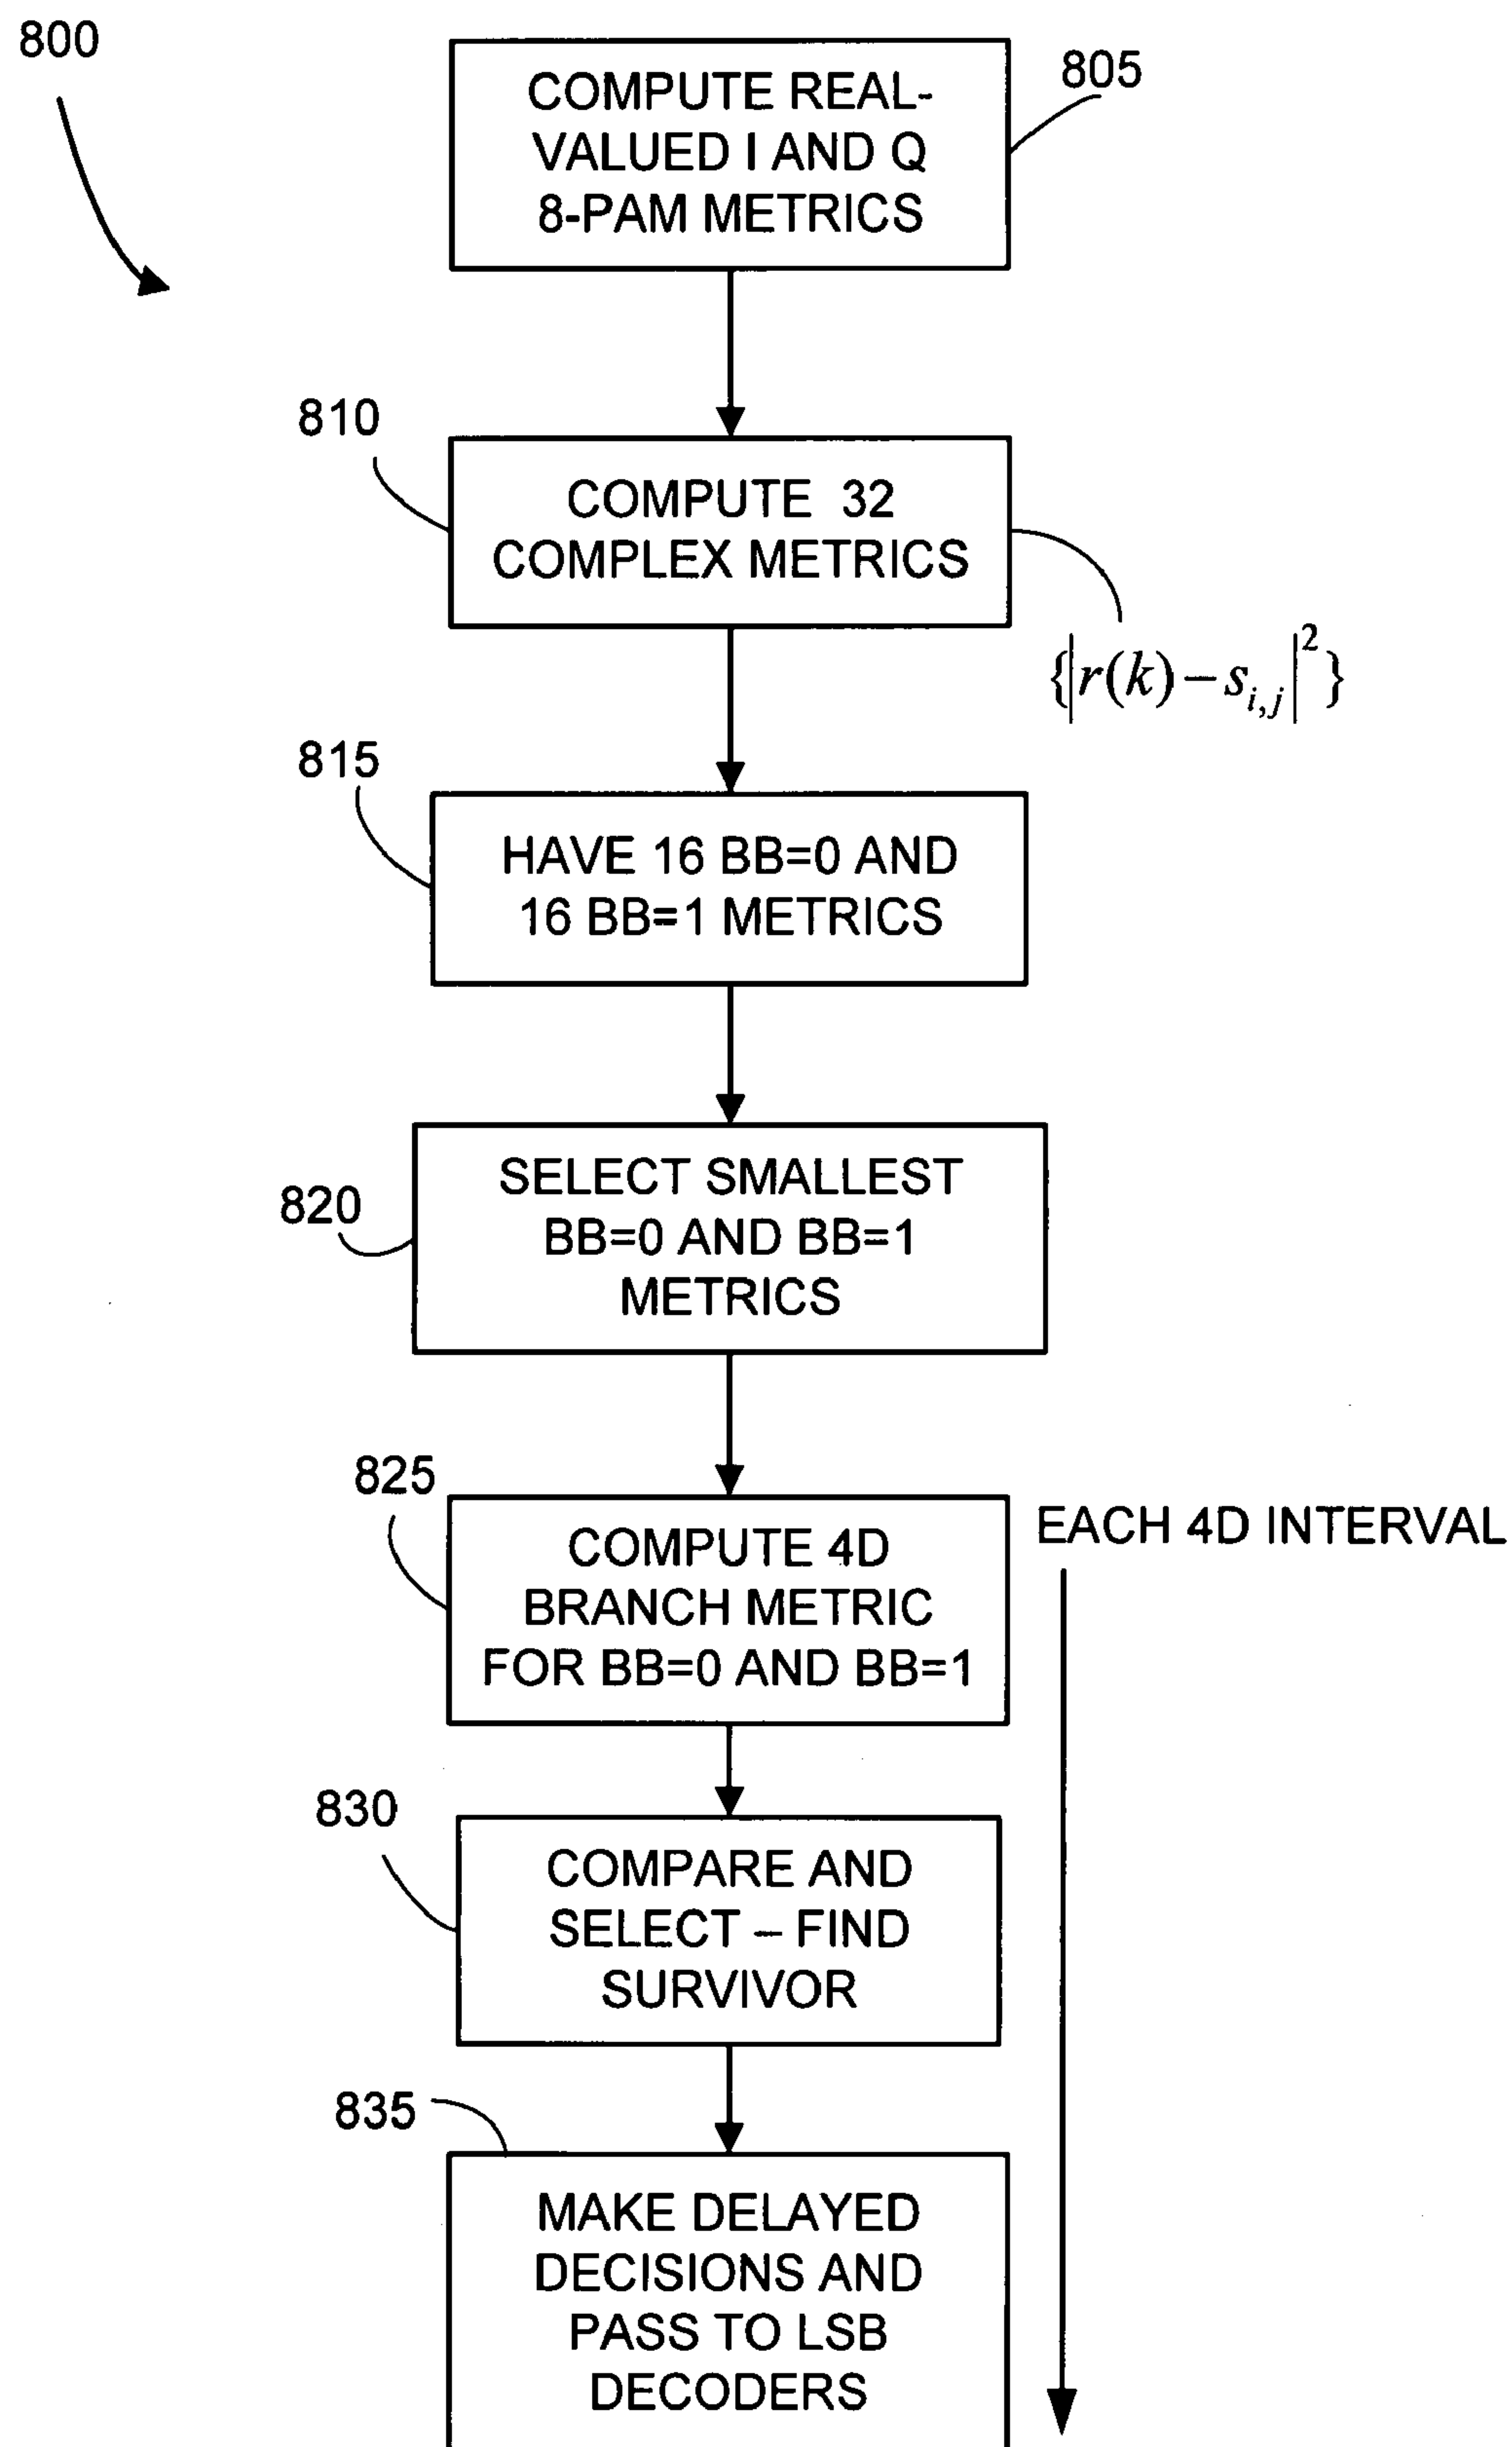 800
COMPUTE REAL-
VALUED I AND Q
8-PAM METRICS
805
810
COMPUTE 32
COMPLEX METRICS
{|r(k)−s_{i,j}|^2}
815
HAVE 16 BB=0 AND
16 BB=1 METRICS
820
SELECT SMALLEST
BB=0 AND BB=1
METRICS
825
COMPUTE 4D
BRANCH METRIC
FOR BB=0 AND BB=1
EACH 4D INTERVAL
830
COMPARE AND
SELECT – FIND
SURVIVOR
835
MAKE DELAYED
DECISIONS AND
PASS TO LSB
DECODERS